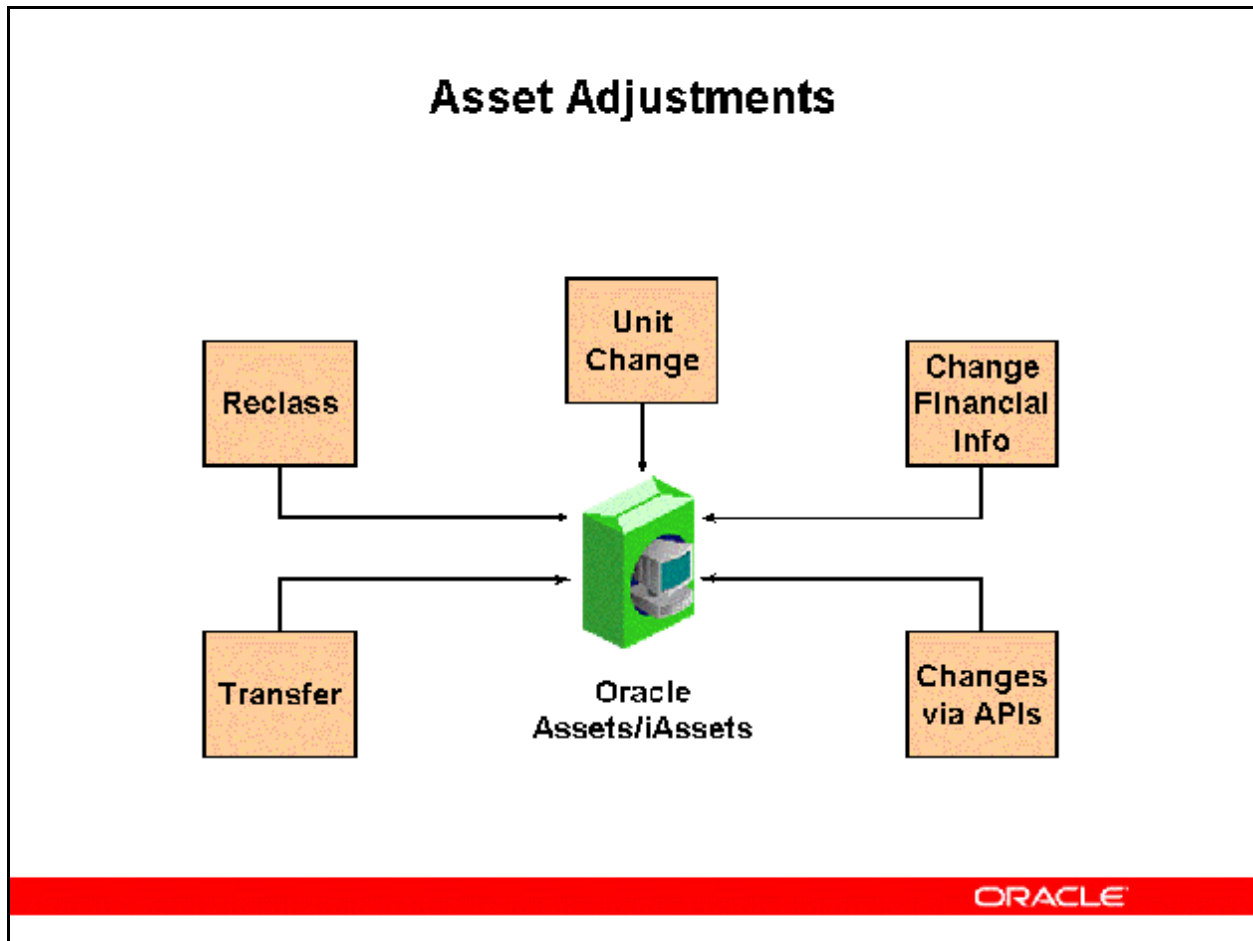 Asset Adjustments
Unit
Change
Reclass
Change
Financial
Info
Transfer
Oracle
Assets/iAssets
Changes
via APIs
ORACLE